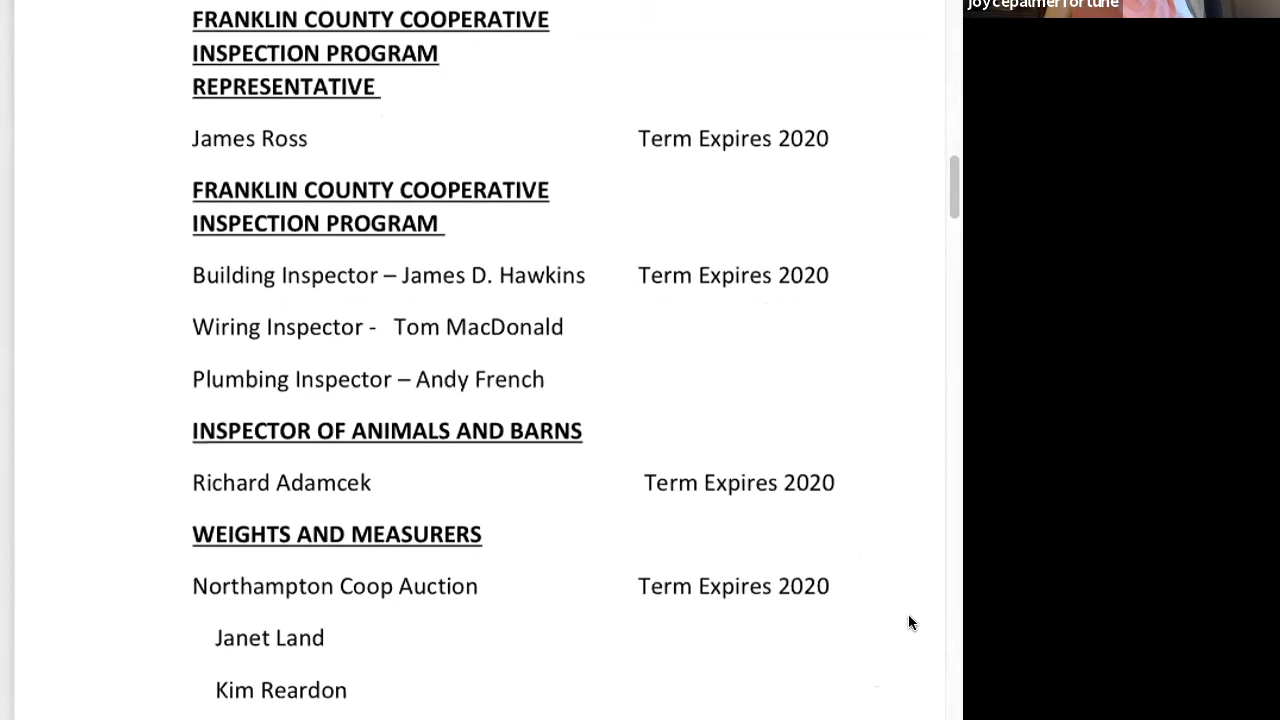 FRANKLIN COUNTY COOPERATIVE
INSPECTION PROGRAM
REPRESENTATIVE
James Ross Term Expires 2020
FRANKLIN COUNTY COOPERATIVE
INSPECTION PROGRAM
Building Inspector – James D. Hawkins Term Expires 2020
Wiring Inspector - Tom MacDonald
Plumbing Inspector – Andy French
INSPECTOR OF ANIMALS AND BARNS
Richard Adamcek Term Expires 2020
WEIGHTS AND MEASURERS
Northampton Coop Auction Term Expires 2020
Janet Land
Kim Reardon
joycepalmerfortune